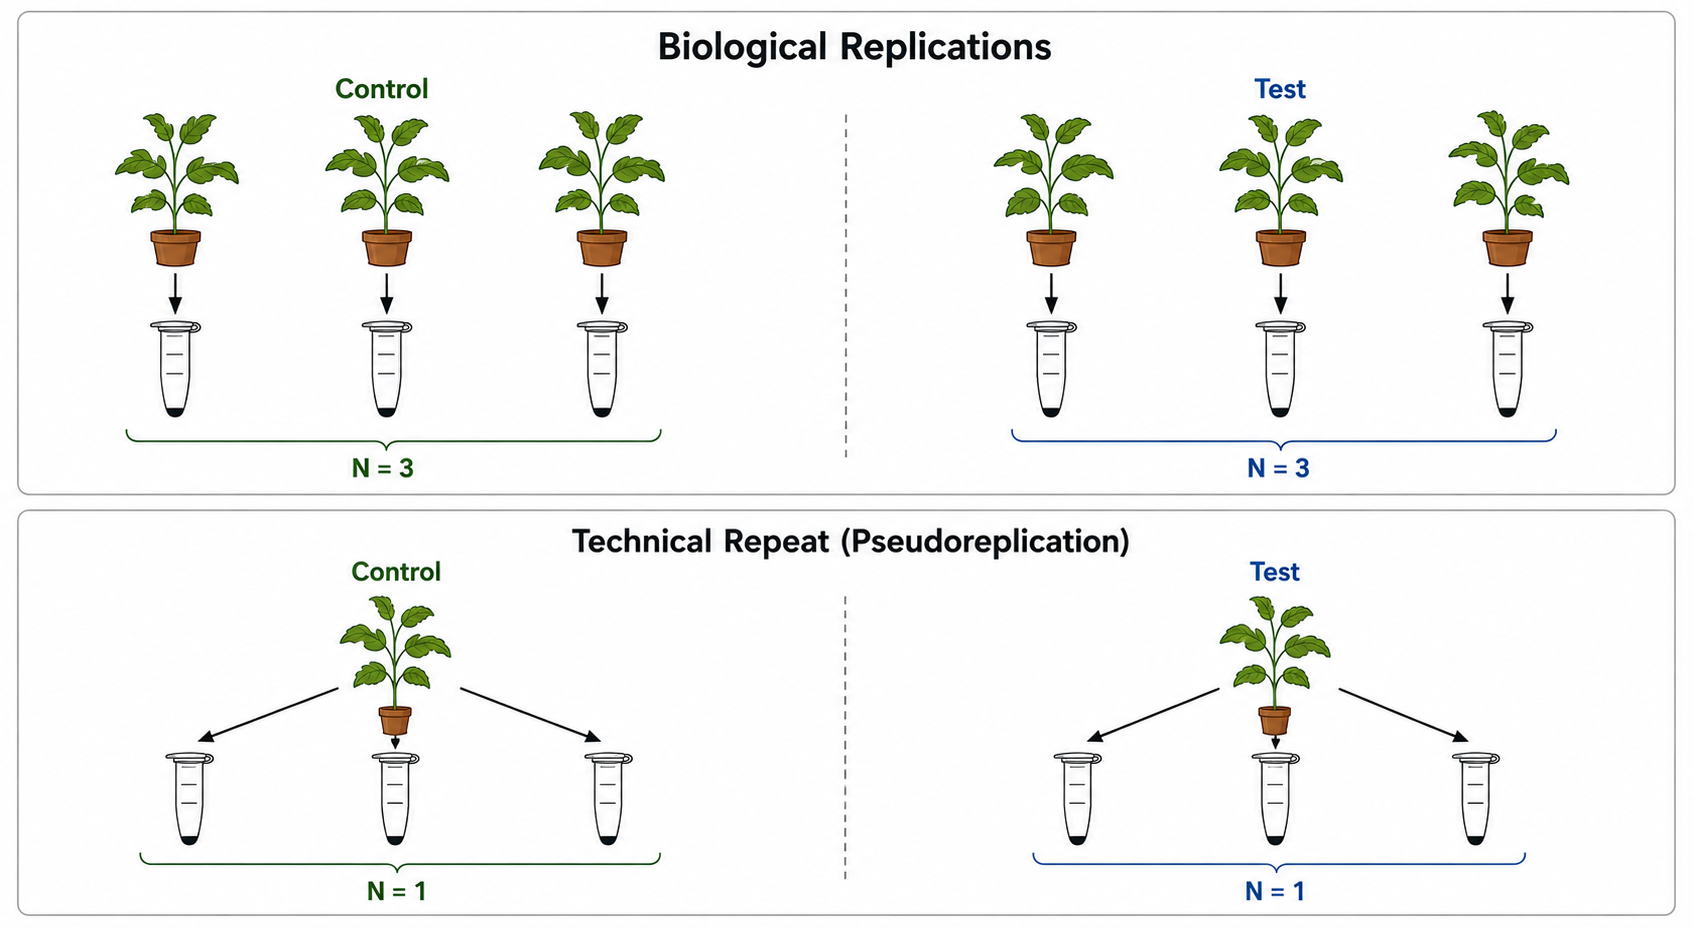 Biological Replications
Control
Test
N = 3
N = 3
Technical Repeat (Pseudoreplication)
Control
Test
N = 1
N = 1